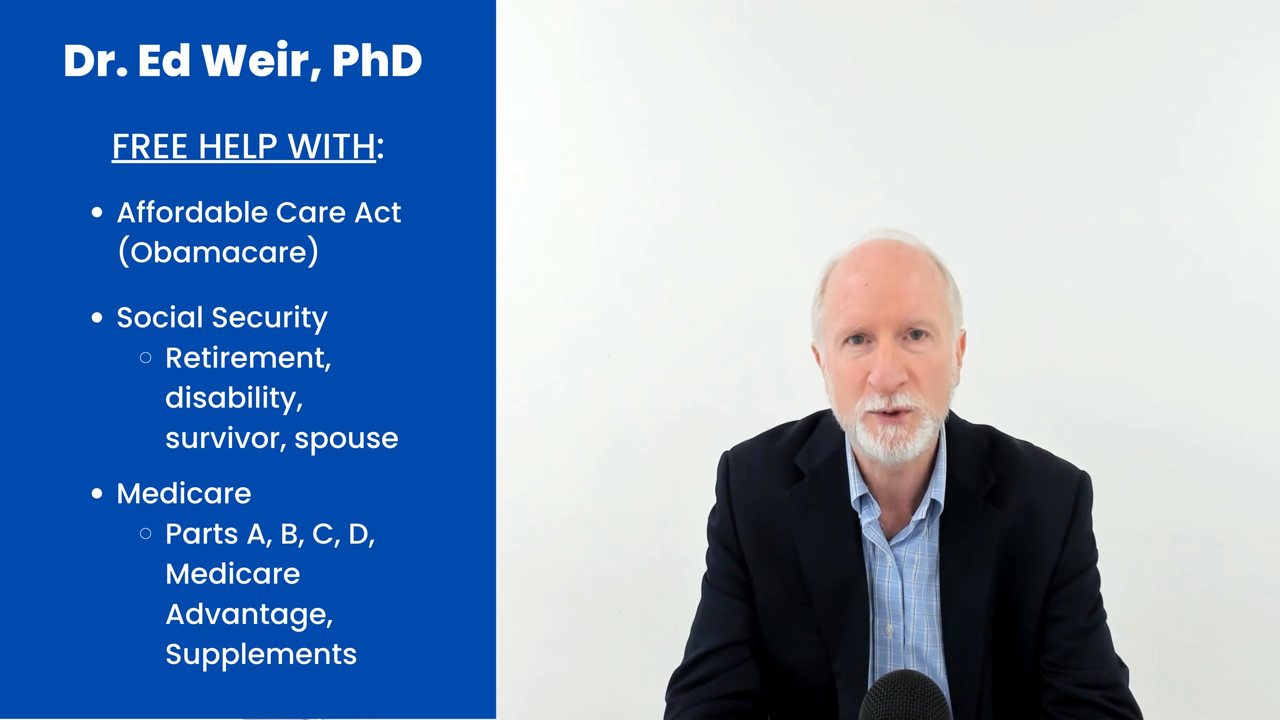 Dr. Ed Weir, PhD
FREE HELP WITH:
• Affordable Care Act
(Obamacare)
• Social Security
○ Retirement,
disability,
survivor, spouse
• Medicare
○ Parts A, B, C, D,
Medicare
Advantage,
Supplements